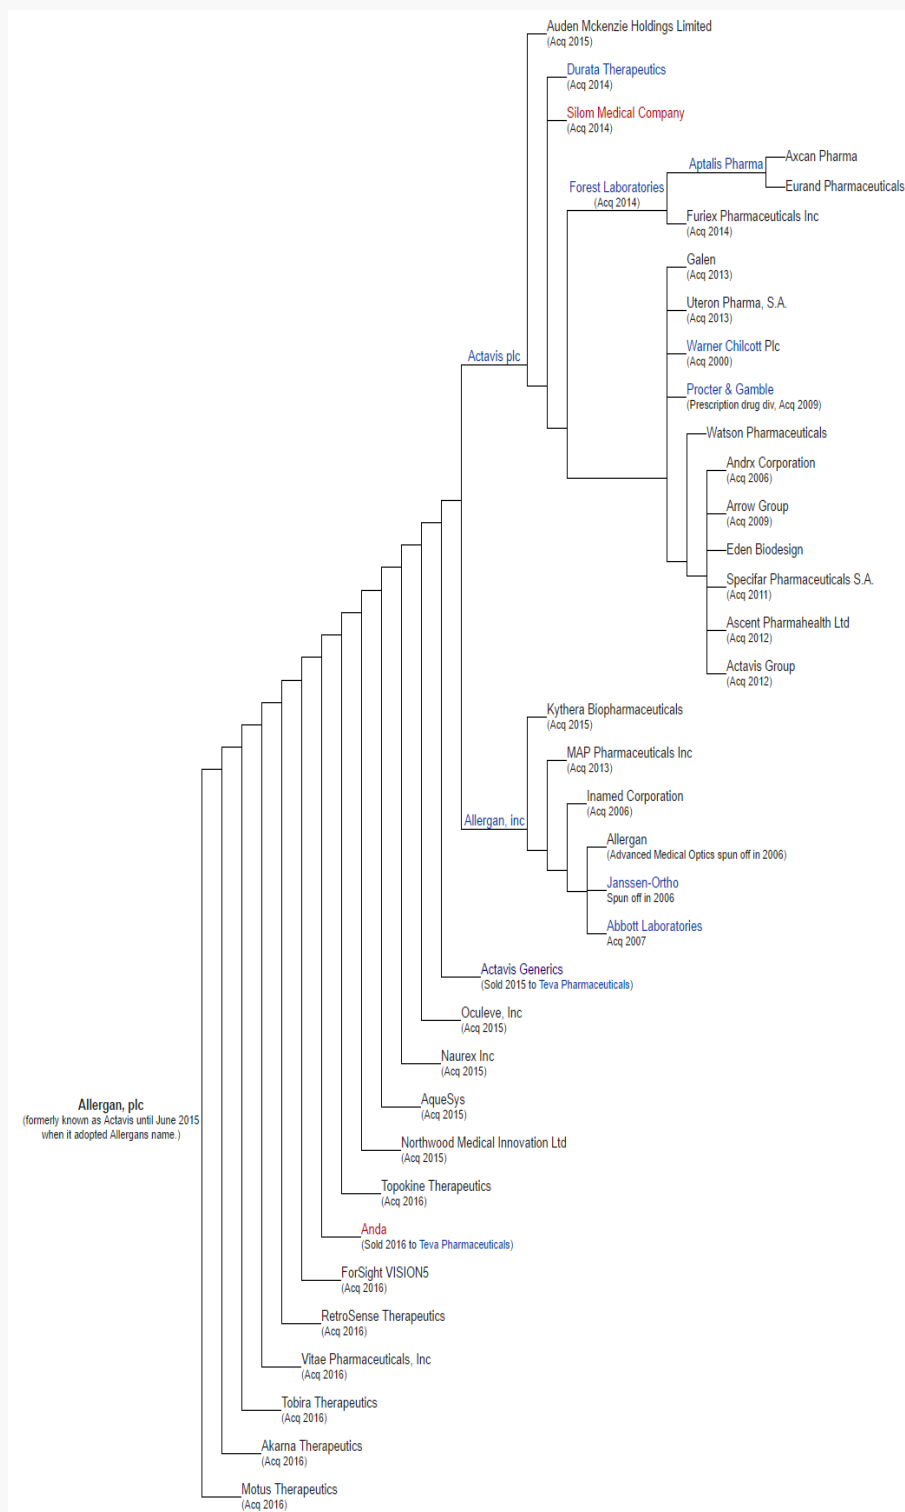 Auden Mckenzie Holdings Limited
(Acq 2015)
Durata Therapeutics
(Acq 2014)
Silom Medical Company
(Acq 2014)
Axcan Pharma
Aptalis Pharma
Eurand Pharmaceuticals
Forest Laboratories
(Acq 2014)
Furiex Pharmaceuticals Inc
(Acq 2014)
Galen
(Acq 2013)
Uteron Pharma, S.A.
(Acq 2013)
Warner Chilcott Plc
(Acq 2000)
Actavis plc
Procter & Gamble
(Prescription drug div, Acq 2009)
Watson Pharmaceuticals
Andrx Corporation
(Acq 2006)
Arrow Group
(Acq 2009)
Eden Biodesign
Specifar Pharmaceuticals S.A.
(Acq 2011)
Ascent Pharmahealth Ltd
(Acq 2012)
Actavis Group
(Acq 2012)
Kythera Biopharmaceuticals
(Acq 2015)
MAP Pharmaceuticals Inc
(Acq 2013)
Inamed Corporation
(Acq 2006)
Allergan, inc
Allergan
(Advanced Medical Optics spun off in 2006)
Janssen-Ortho
Spun off in 2006
Abbott Laboratories
Acq 2007
Actavis Generics
(Sold 2015 to Teva Pharmaceuticals)
Oculeve, Inc
(Acq 2015)
Naurex Inc
(Acq 2015)
AqueSys
(Acq 2015)
Allergan, plc
(formerly known as Actavis until June 2015
when it adopted Allergans name.)
Northwood Medical Innovation Ltd
(Acq 2015)
Topokine Therapeutics
(Acq 2016)
Anda
(Sold 2016 to Teva Pharmaceuticals)
ForSight VISION5
(Acq 2016)
RetroSense Therapeutics
(Acq 2016)
Vitae Pharmaceuticals, Inc
(Acq 2016)
Tobira Therapeutics
(Acq 2016)
Akarna Therapeutics
(Acq 2016)
Motus Therapeutics
(Acq 2016)